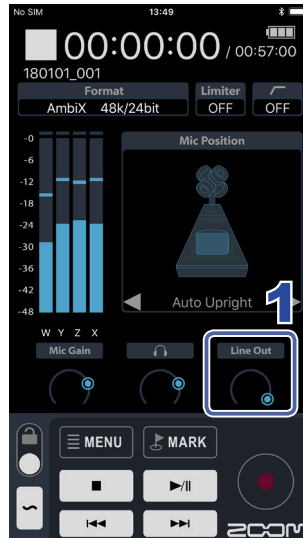 No SIM 13:49
00:00:00 / 00:57:00
180101_001
Format Limiter
AmbiX 48k/24bit OFF OFF
Mic Position
-0
-6
-12
-18
-24
-30
-36
-42
-48
Auto Upright
1
W Y Z X
Mic Gain Line Out
MENU MARK
ZOOM